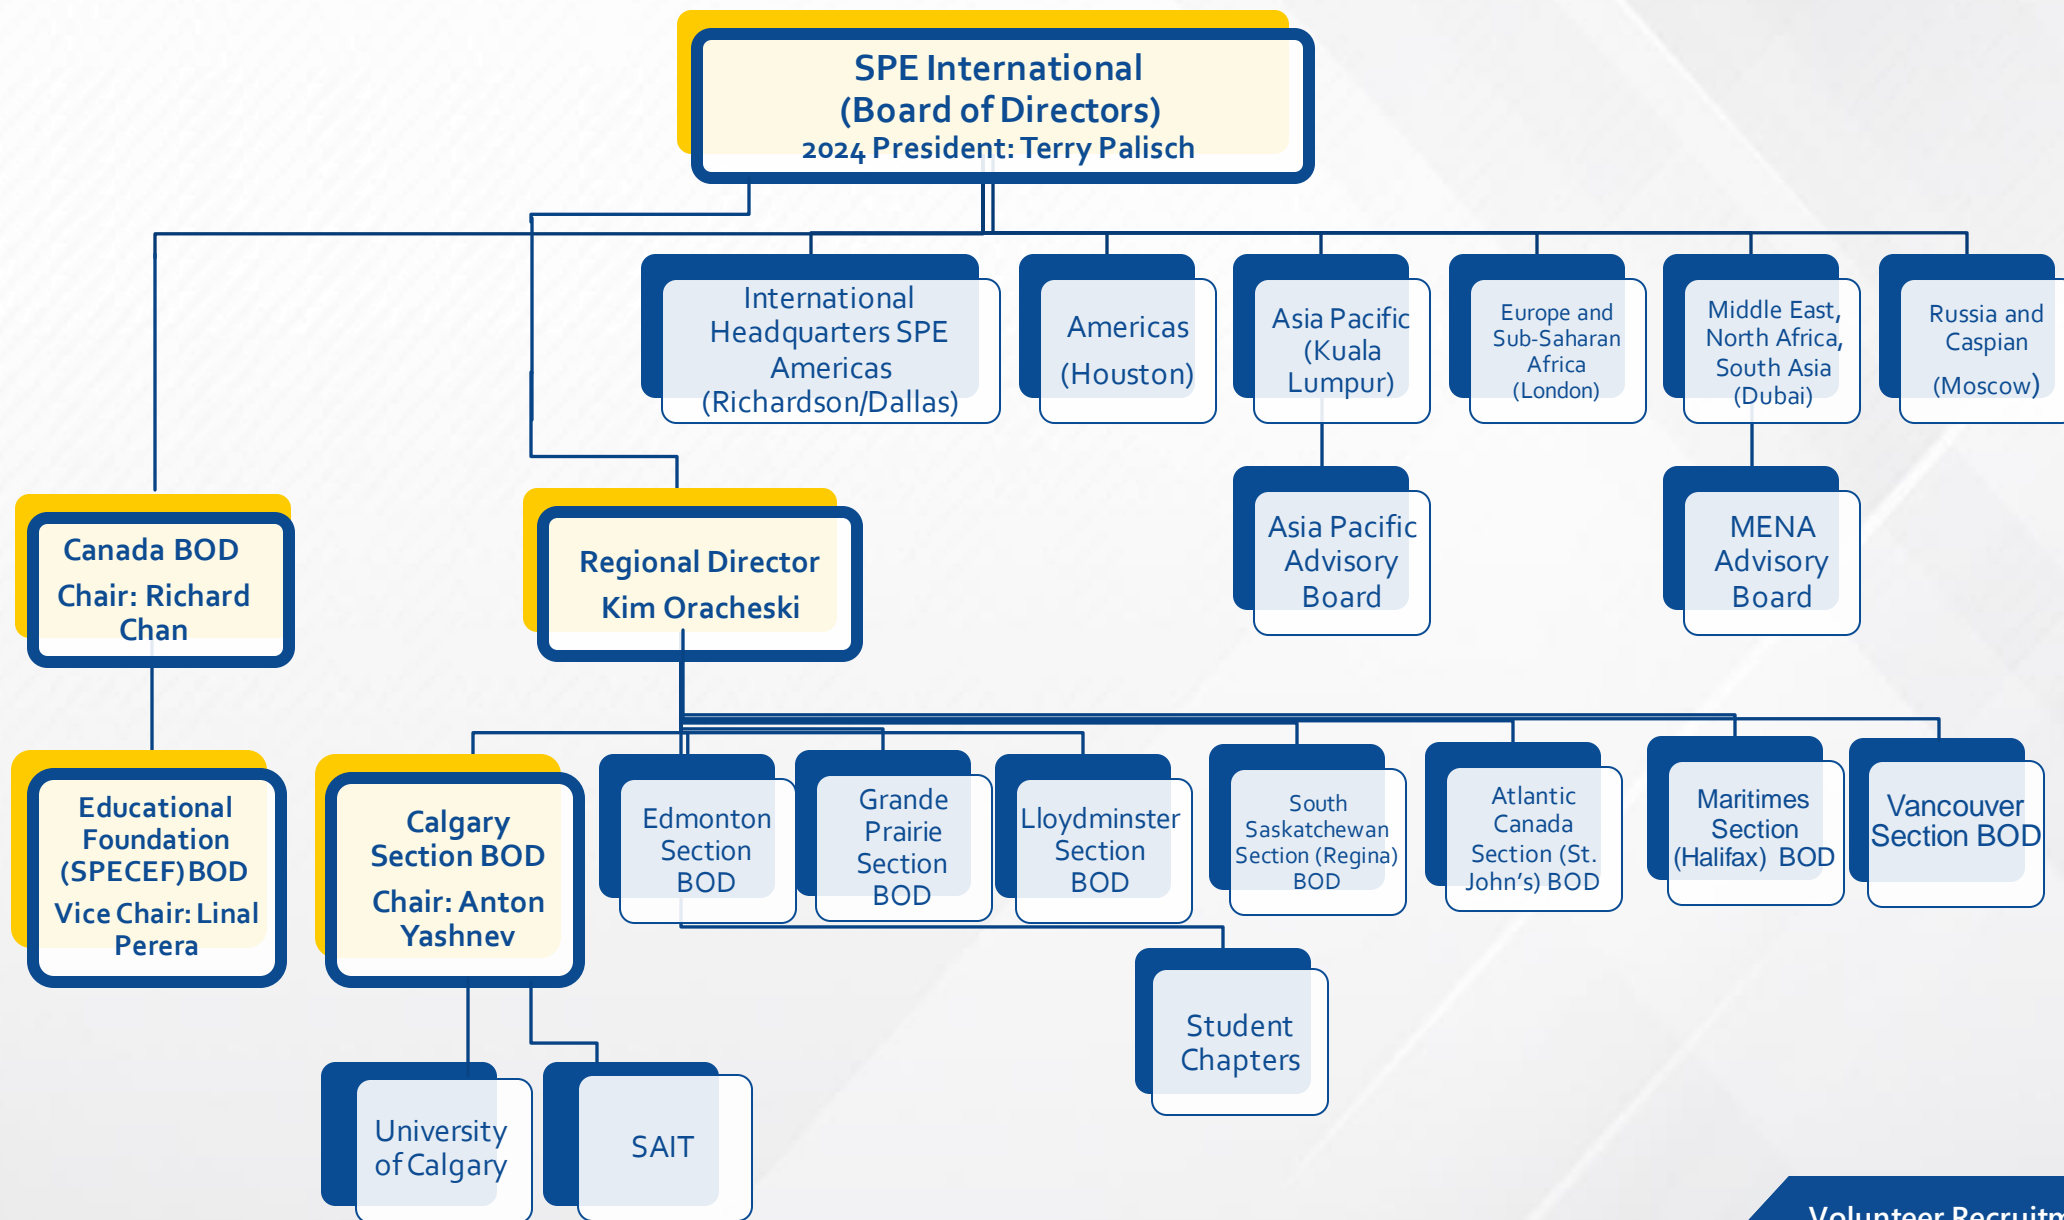 SPE International
(Board of Directors)
2024 President: Terry Palisch
International
Headquarters SPE
Americas
(Richardson/Dallas)
Americas
(Houston)
Asia Pacific
(Kuala
Lumpur)
Europe and
Sub-Saharan
Africa
(London)
Middle East,
North Africa,
South Asia
(Dubai)
Russia and
Caspian
(Moscow)
Canada BOD
Chair: Richard
Chan
Regional Director
Kim Oracheski
Asia Pacific
Advisory
Board
MENA
Advisory
Board
Educational
Foundation
(SPECEF) BOD
Vice Chair: Linal
Perera
Calgary
Section BOD
Chair: Anton
Yashnev
Edmonton
Section
BOD
Grande
Prairie
Section
BOD
Lloydminster
Section
BOD
South
Saskatchewan
Section (Regina)
BOD
Atlantic
Canada
Section (St.
John's) BOD
Maritimes
Section
(Halifax) BOD
Vancouver
Section BOD
Student
Chapters
University
of Calgary
SAIT
Volunteer